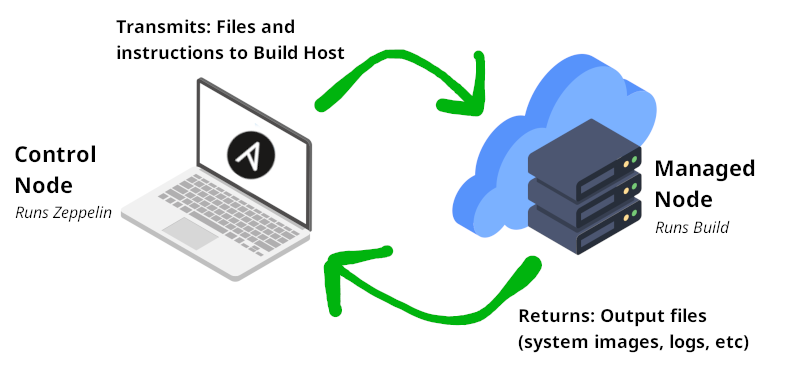 Transmits: Files and
instructions to Build Host
Control
Node
Runs Zeppelin
Managed
Node
Runs Build
Returns: Output files
(system images, logs, etc)